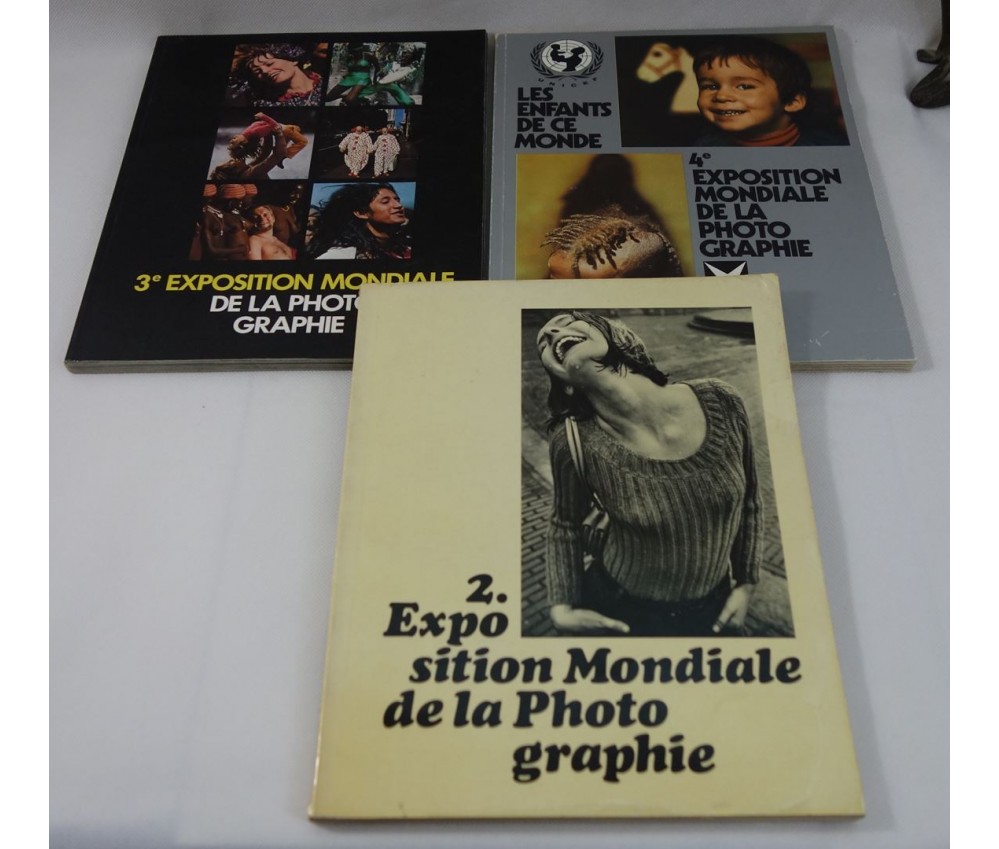 3e EXPOSITION MONDIALE
DE LA PHOTO
GRAPHIE
UNICEF
LES
ENFANTS
DE CE
MONDE
4e
EXPOSITION
MONDIALE
DE LA
PHOTO
GRAPHIE
2.
Expo
sition Mondiale
de la Photo
graphie